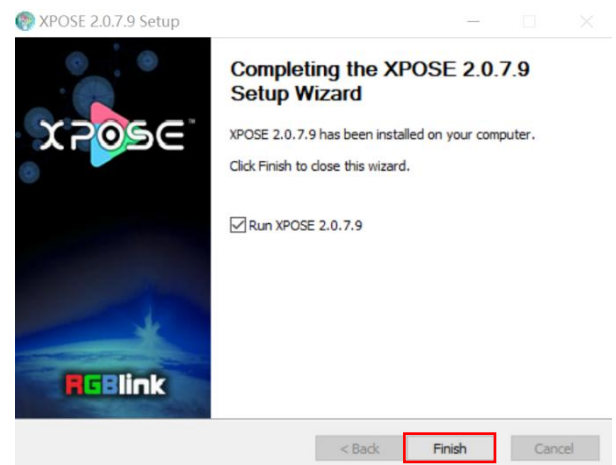 XPOSE 2.0.7.9 Setup
XPOSE™
RGBlink
Completing the XPOSE 2.0.7.9
Setup Wizard
XPOSE 2.0.7.9 has been installed on your computer.
Click Finish to close this wizard.
Run XPOSE 2.0.7.9
< Back
Finish
Cancel